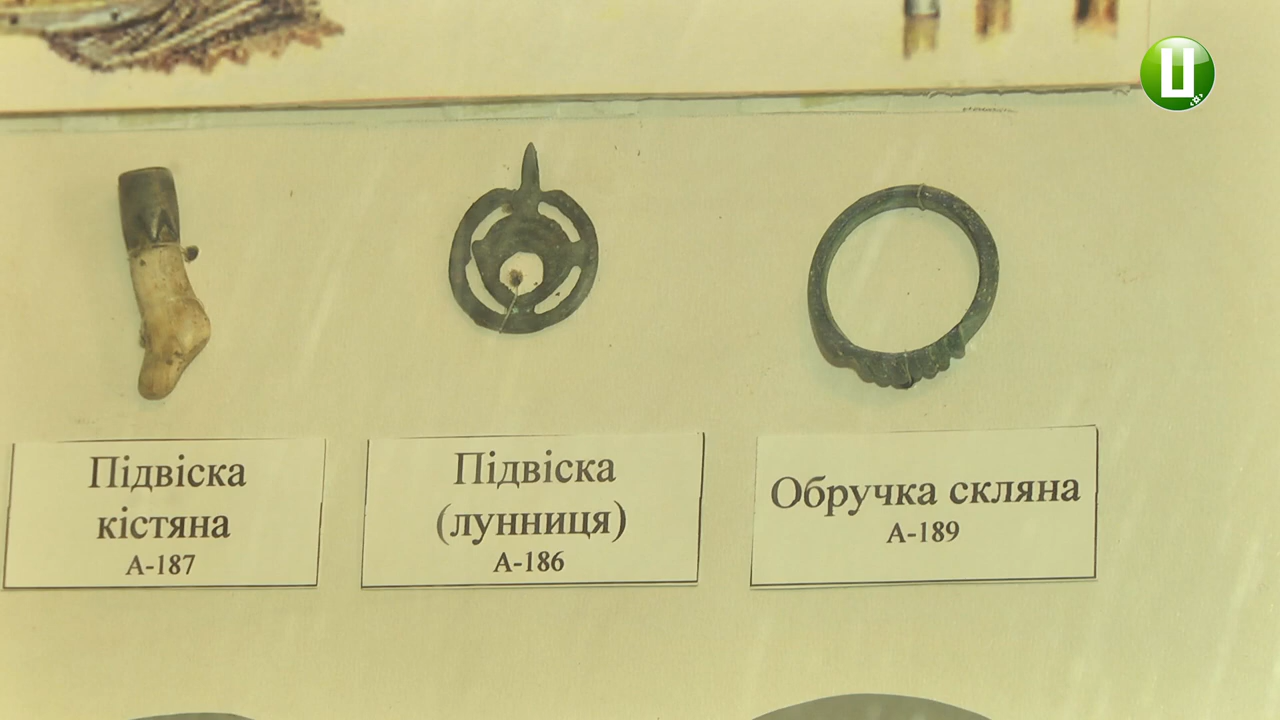 Ц
Підвіска
кістяна
А-187
Підвіска
(лунниця)
А-186
Обручка скляна
А-189